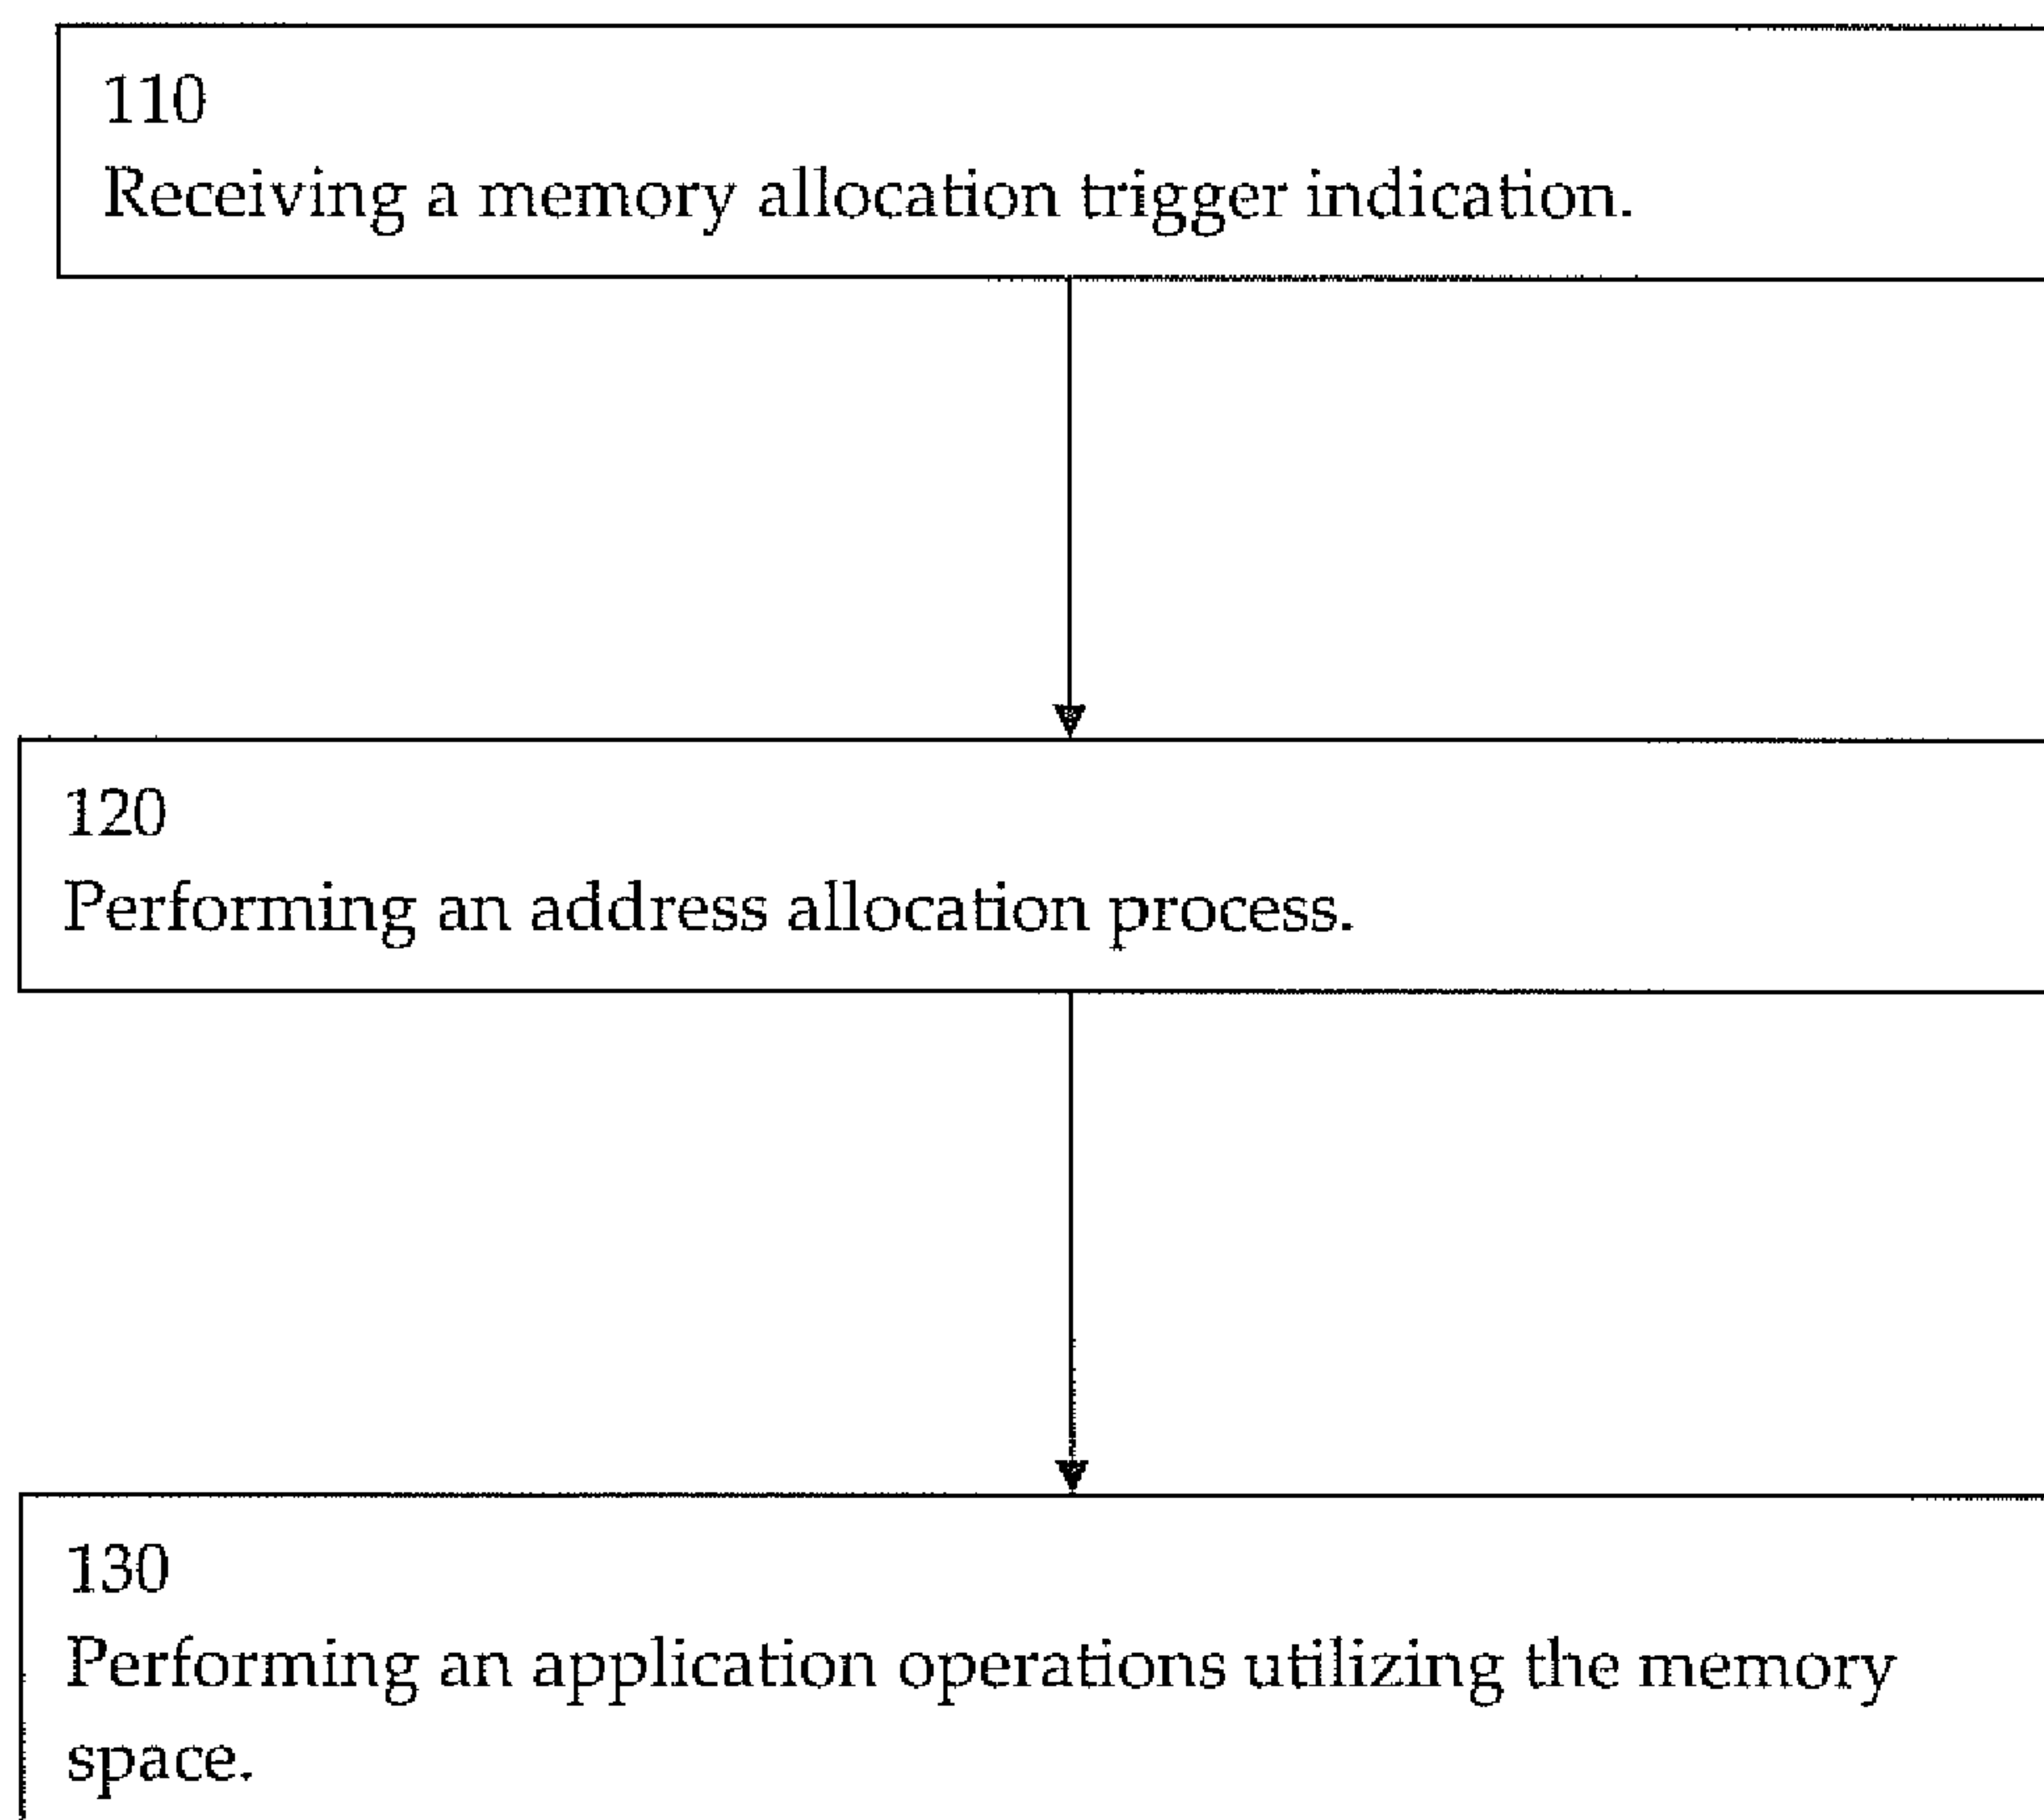 110
Receiving a memory allocation trigger indication.
120
Performing an address allocation process.
130
Performing an application operations utilizing the memory
space.